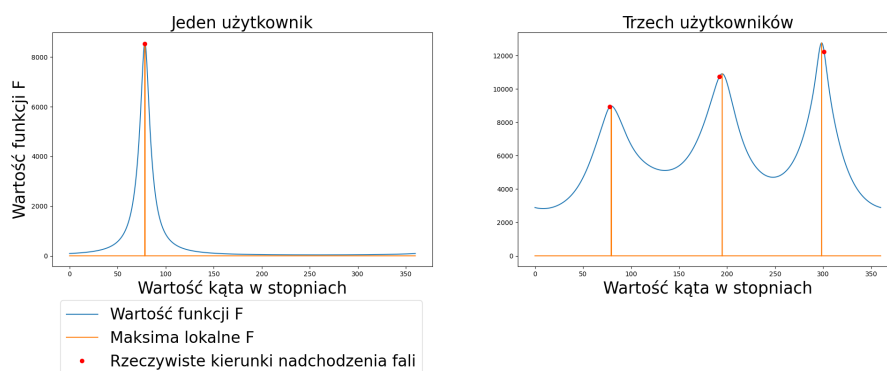 Jeden użytkownik
Wartość funkcji F
8000
6000
4000
2000
0
0 50 100 150 200 250 300 350
Wartość kąta w stopniach
Trzech użytkowników
12000
10000
8000
6000
4000
2000
0
0 50 100 150 200 250 300 350
Wartość kąta w stopniach
Wartość funkcji F
Maksima lokalne F
Rzeczywiste kierunki nadchodzenia fali